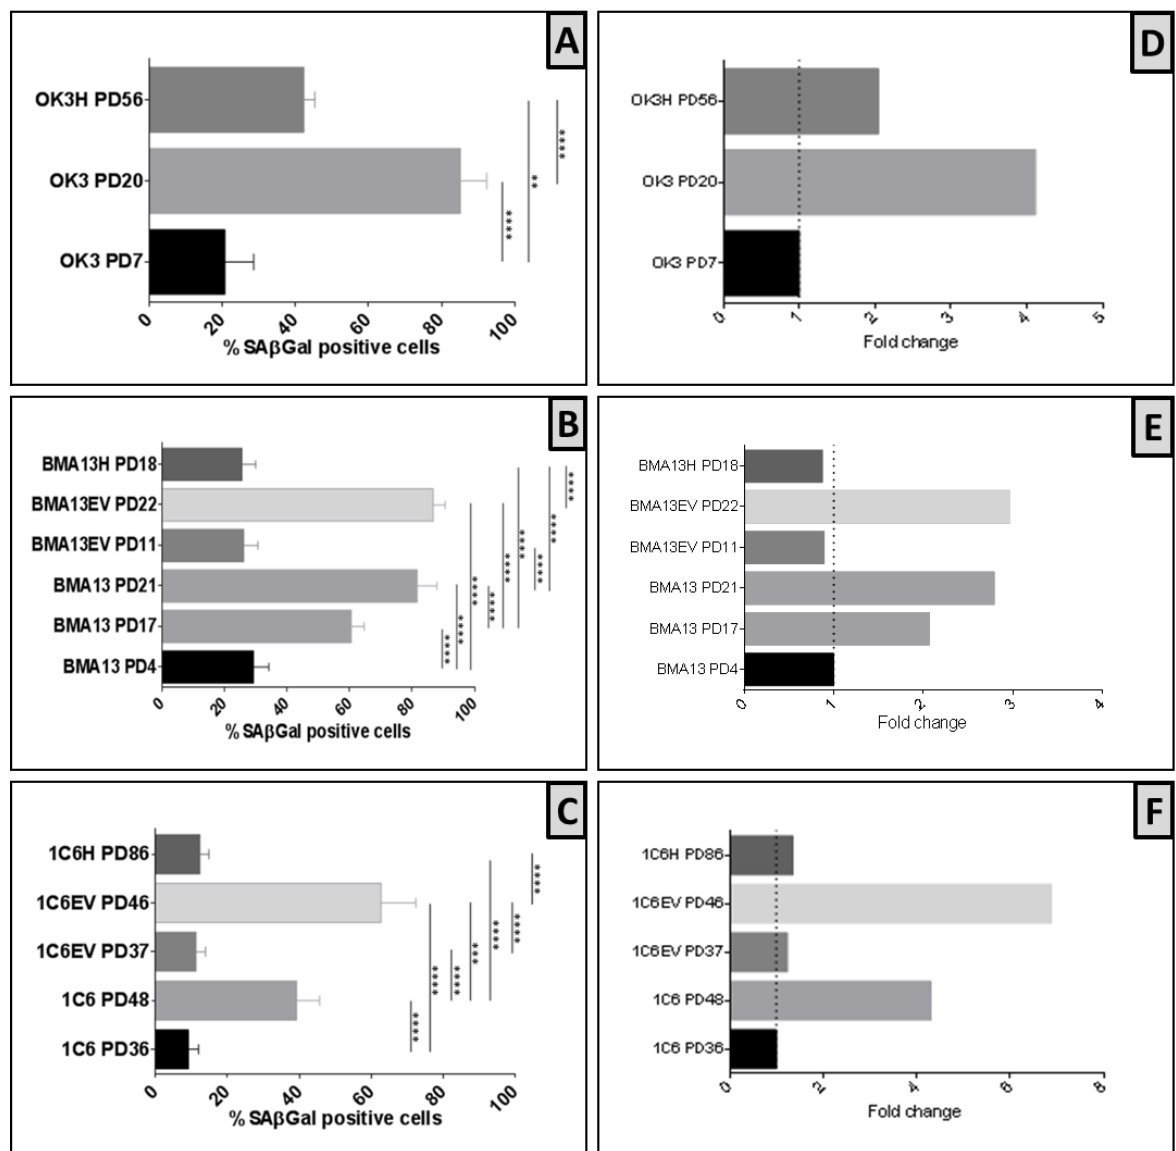 A
OK3H PD56
OK3 PD20
OK3 PD7
****
**
****
0 20 40 60 80 100
% SAβGal positive cells
D
OK3H PD56
OK3 PD20
OK3 PD7
0 1 2 3 4 5
Fold change
B
BMA13H PD18
BMA13EV PD22
BMA13EV PD11
BMA13 PD21
BMA13 PD17
BMA13 PD4
****
****
****
****
****
****
****
****
****
0 20 40 60 80 100
% SAβGal positive cells
E
BMA13H PD18
BMA13EV PD22
BMA13EV PD11
BMA13 PD21
BMA13 PD17
BMA13 PD4
0 1 2 3 4
Fold change
C
1C6H PD86
1C6EV PD46
1C6EV PD37
1C6 PD48
1C6 PD36
****
****
****
***
****
****
****
0 20 40 60 80 100
% SAβGal positive cells
F
1C6H PD86
1C6EV PD46
1C6EV PD37
1C6 PD48
1C6 PD36
0 2 4 6 8
Fold change